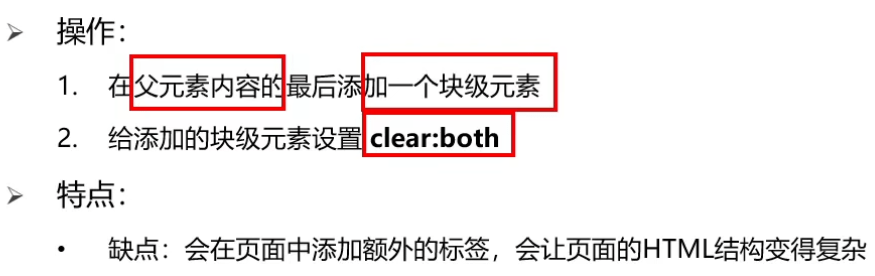 ➢ 操作：
1. 在父元素内容的最后添加一个块级元素
2. 给添加的块级元素设置 clear:both
➢ 特点：
• 缺点：会在页面中添加额外的标签，会让页面的HTML结构变得复杂